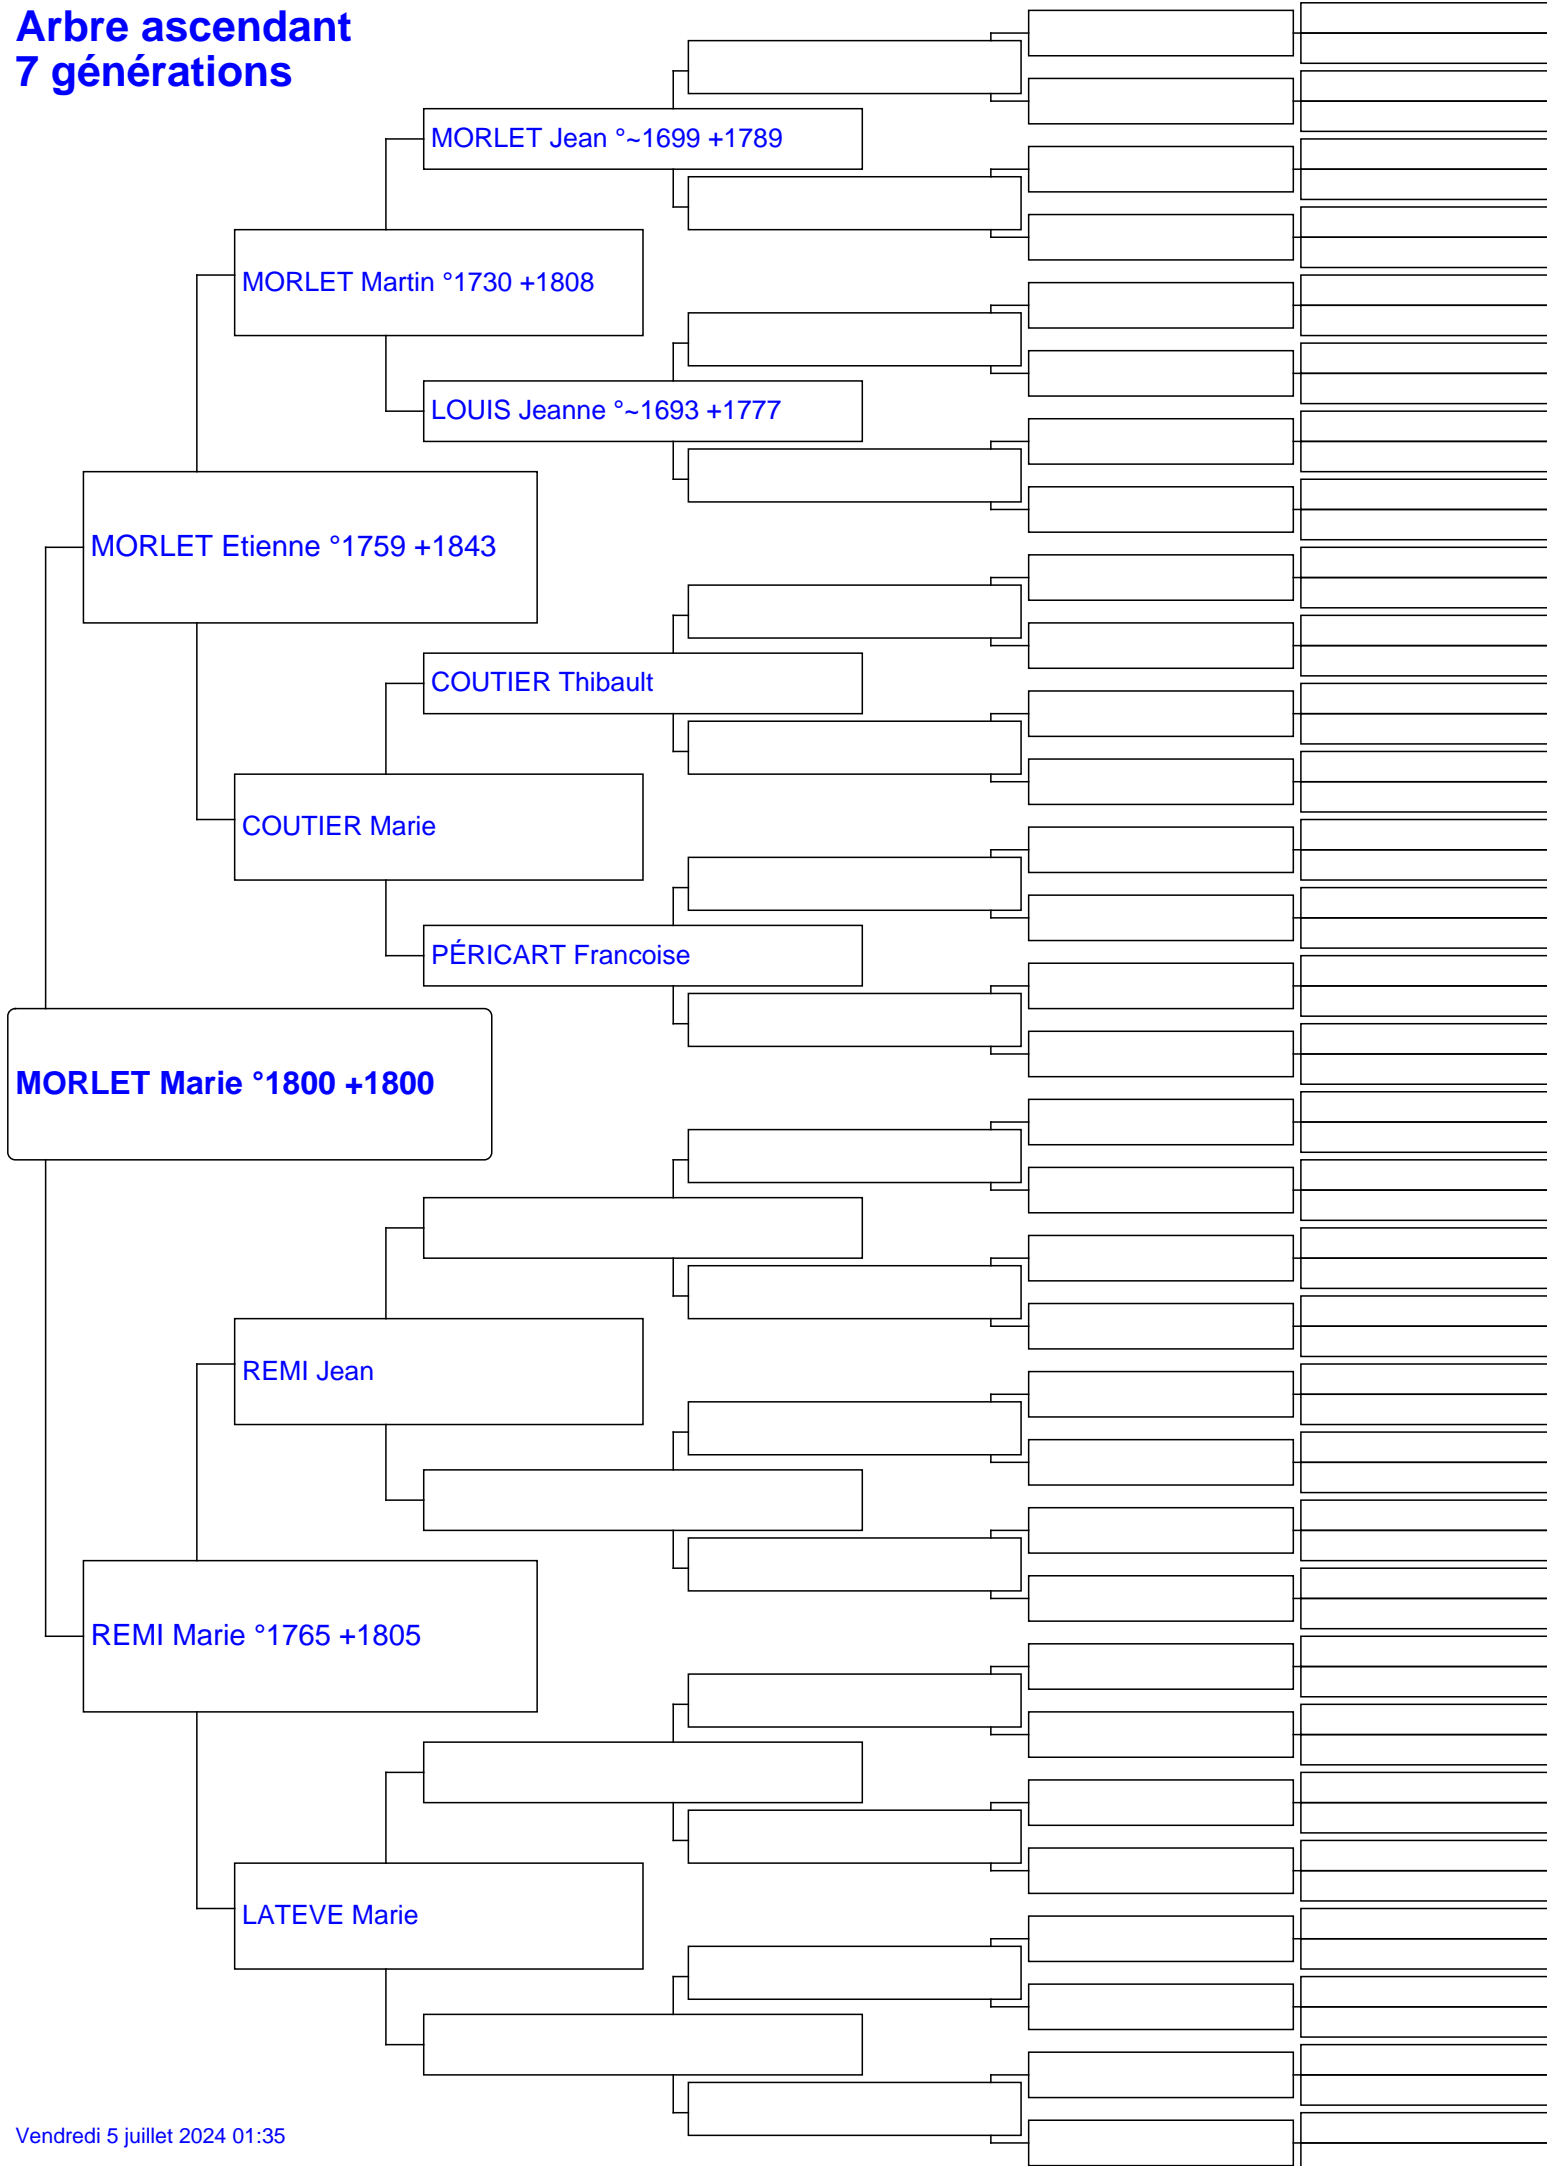 Arbre ascendant
7 générations
MORLET Jean °~1699 +1789
MORLET Martin °1730 +1808
LOUIS Jeanne °~1693 +1777
MORLET Etienne °1759 +1843
COUTIER Thibault
COUTIER Marie
PÉRICART Francoise
MORLET Marie °1800 +1800
REMI Jean
REMI Marie °1765 +1805
LATEVE Marie
Vendredi 5 juillet 2024 01:35